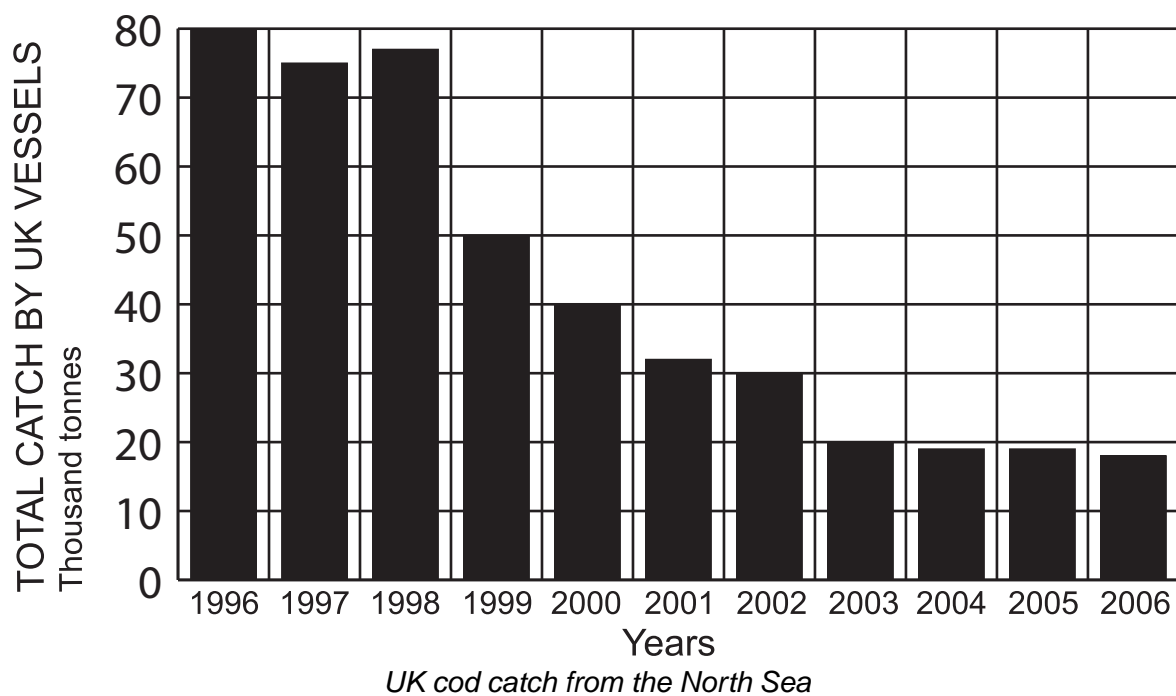 TOTAL CATCH BY UK VESSELS
Thousand tonnes
80
70
60
50
40
30
20
10
0
1996 1997 1998 1999 2000 2001 2002 2003 2004 2005 2006
Years
UK cod catch from the North Sea